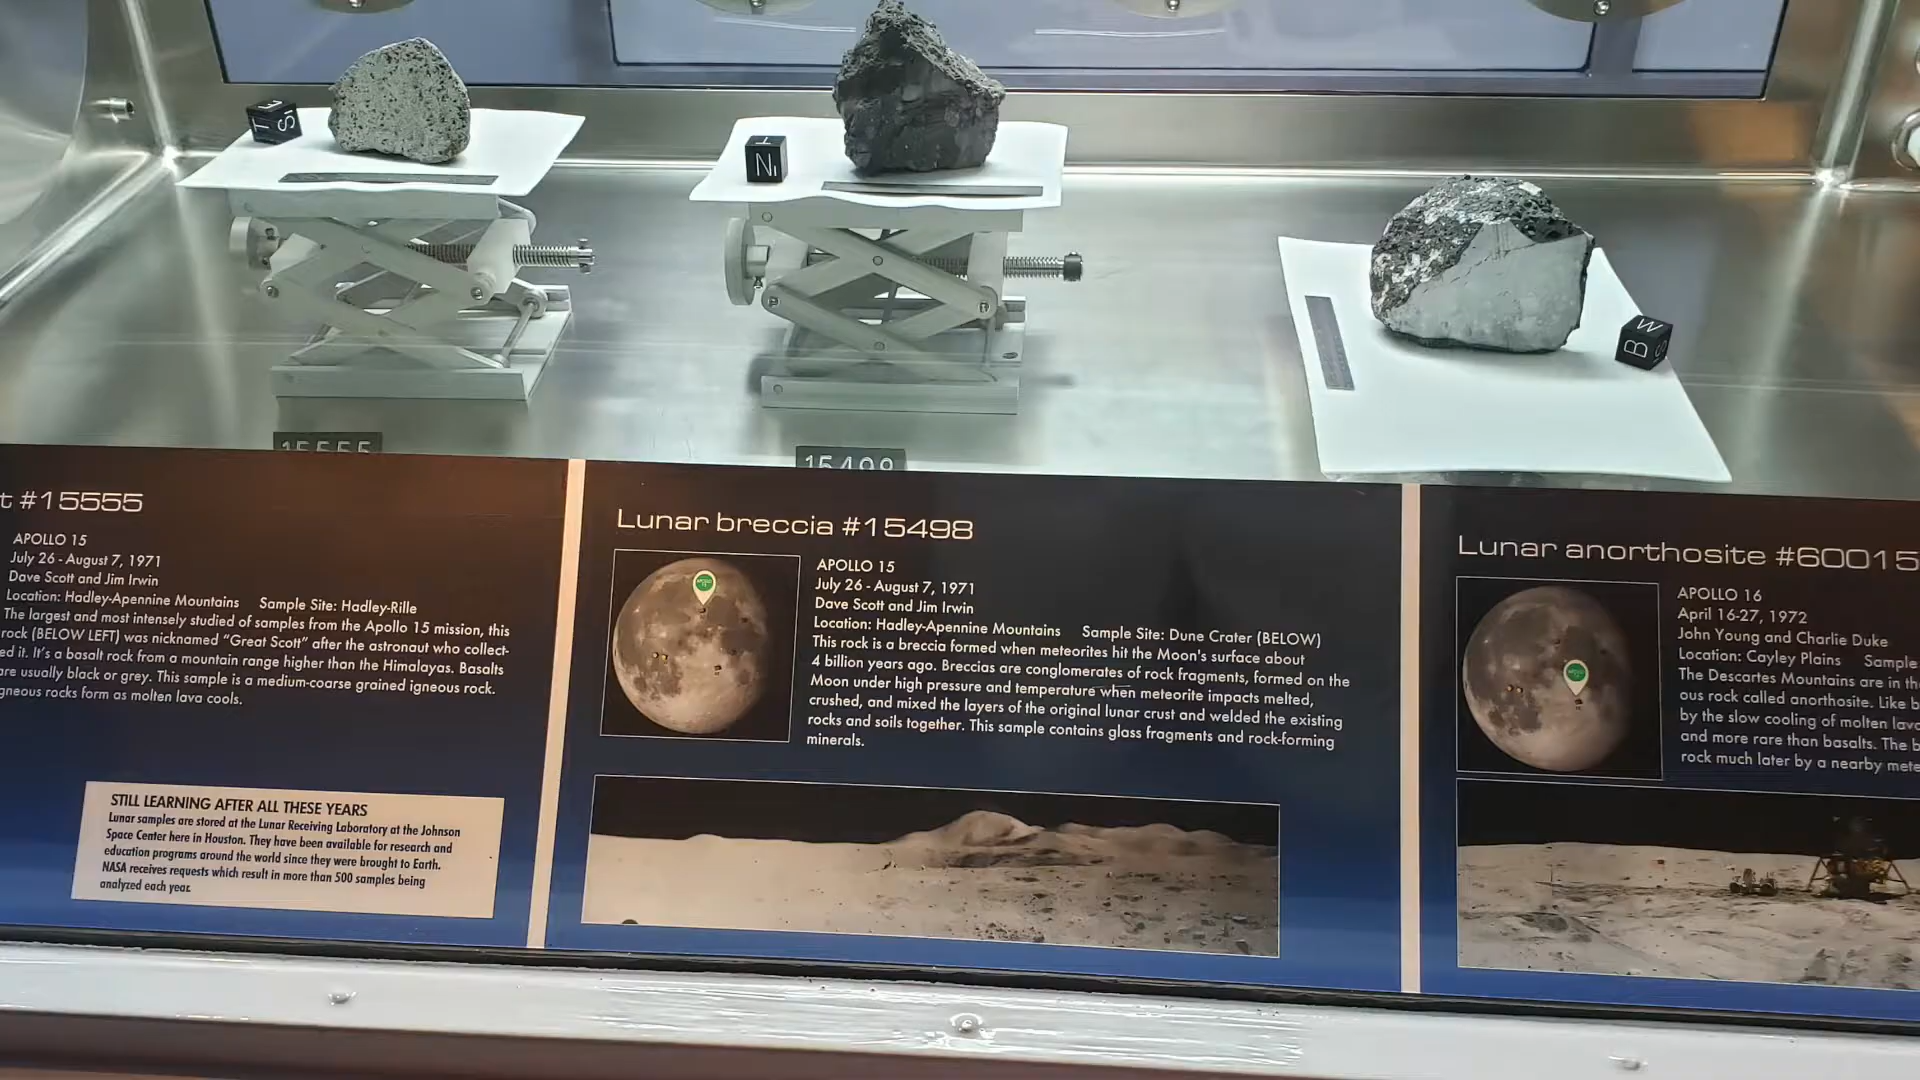 T E S
N T
B W S
15555
15498
t #15555
APOLLO 15
July 26 - August 7, 1971
Dave Scott and Jim Irwin
Location: Hadley-Apennine Mountains Sample Site: Hadley-Rille
The largest and most intensely studied of samples from the Apollo 15 mission, this
rock (BELOW LEFT) was nicknamed “Great Scott” after the astronaut who collect-
ed it. It’s a basalt rock from a mountain range higher than the Himalayas. Basalts
are usually black or grey. This sample is a medium-coarse grained igneous rock.
gneous rocks form as molten lava cools.
STILL LEARNING AFTER ALL THESE YEARS
Lunar samples are stored at the Lunar Receiving Laboratory at the Johnson
Space Center here in Houston. They have been available for research and
education programs around the world since they were brought to Earth.
NASA receives requests which result in more than 500 samples being
analyzed each year.
Lunar breccia #15498
APOLLO 15
July 26 - August 7, 1971
Dave Scott and Jim Irwin
Location: Hadley-Apennine Mountains Sample Site: Dune Crater (BELOW)
This rock is a breccia formed when meteorites hit the Moon's surface about
4 billion years ago. Breccias are conglomerates of rock fragments, formed on the
Moon under high pressure and temperature when meteorite impacts melted,
crushed, and mixed the layers of the original lunar crust and welded the existing
rocks and soils together. This sample contains glass fragments and rock-forming
minerals.
Lunar anorthosite #60015
APOLLO 16
April 16-27, 1972
John Young and Charlie Duke
Location: Cayley Plains Sample
The Descartes Mountains are in the
ous rock called anorthosite. Like b
by the slow cooling of molten lava
and more rare than basalts. The b
rock much later by a nearby mete